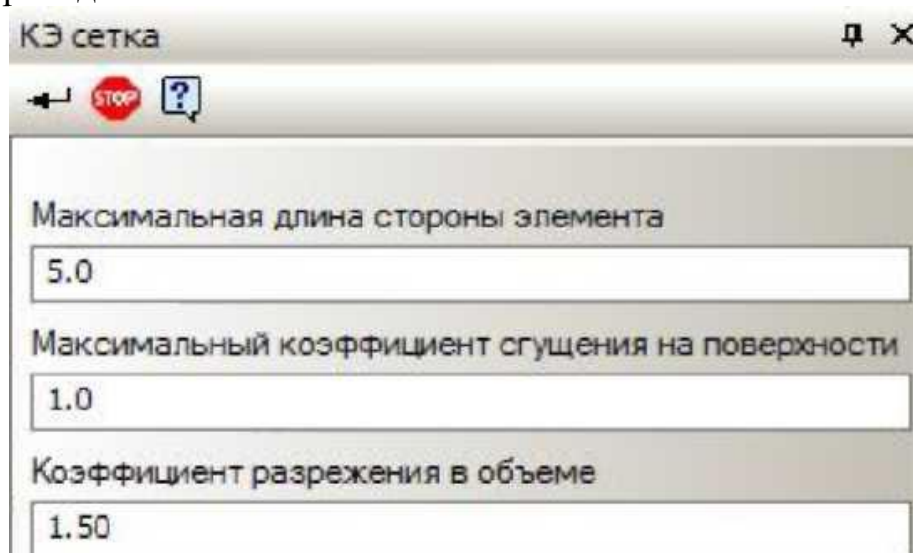 КЭ сетка
STOP
?
Максимальная длина стороны элемента
5.0
Максимальный коэффициент сгущения на поверхности
1.0
Коэффициент разрежения в объеме
1.50